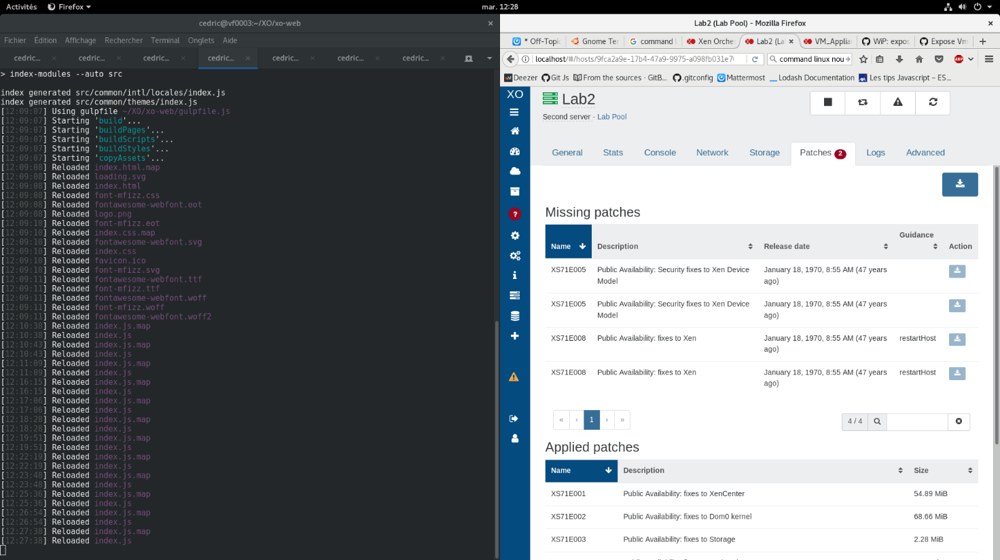 Activités Firefox mar. 12:28
cedric@vf0003:~/XO/xo-web
Fichier Édition Affichage Rechercher Terminal Onglets Aide
cedric... cedric... cedric... cedric... cedric... cedric... cedric...
> index-modules --auto src
index generated src/common/intl/locales/index.js
index generated src/common/themes/index.js
[12:09:07] Using gulpfile ~/XO/xo-web/gulpfile.js
[12:09:07] Starting 'build'...
[12:09:07] Starting 'buildPages'...
[12:09:07] Starting 'buildScripts'...
[12:09:07] Starting 'buildStyles'...
[12:09:07] Starting 'copyAssets'...
[12:09:08] Reloaded index.html.map
[12:09:08] Reloaded loading.svg
[12:09:08] Reloaded index.html
[12:09:08] Reloaded font-mfizz.css
[12:09:08] Reloaded fontawesome-webfont.eot
[12:09:08] Reloaded logo.png
[12:09:10] Reloaded font-mfizz.eot
[12:09:10] Reloaded index.css.map
[12:09:10] Reloaded fontawesome-webfont.svg
[12:09:10] Reloaded index.css
[12:09:10] Reloaded favicon.ico
[12:09:10] Reloaded font-mfizz.svg
[12:09:11] Reloaded fontawesome-webfont.ttf
[12:09:11] Reloaded font-mfizz.ttf
[12:09:11] Reloaded fontawesome-webfont.woff
[12:09:11] Reloaded font-mfizz.woff
[12:09:11] Reloaded fontawesome-webfont.woff2
[12:10:38] Reloaded index.js.map
[12:10:38] Reloaded index.js
[12:10:43] Reloaded index.js.map
[12:10:43] Reloaded index.js
[12:11:09] Reloaded index.js.map
[12:11:09] Reloaded index.js
[12:16:15] Reloaded index.js.map
[12:16:15] Reloaded index.js
[12:17:06] Reloaded index.js.map
[12:17:06] Reloaded index.js
[12:18:28] Reloaded index.js.map
[12:18:28] Reloaded index.js
[12:19:51] Reloaded index.js.map
[12:19:51] Reloaded index.js
[12:22:19] Reloaded index.js.map
[12:22:19] Reloaded index.js
[12:23:48] Reloaded index.js.map
[12:23:48] Reloaded index.js
[12:25:36] Reloaded index.js.map
[12:25:36] Reloaded index.js
[12:26:54] Reloaded index.js.map
[12:26:54] Reloaded index.js
[12:27:38] Reloaded index.js.map
[12:27:38] Reloaded index.js
Lab2 (Lab Pool) - Mozilla Firefox
* Off-Topic Gnome Ter command l Xen Orche Lab2 (La VM_Applian WiP: expos Expose Vm
localhost/#/hosts/9fca2a9e-17b4-47a9-9975-a098fb031e7 command linux nou ABP
Deezer Git Js From the sources · GitB... .gitconfig Mattermost Lodash Documentation Les tips Javascript – ES...
XO
Lab2
Second server - Lab Pool
General Stats Console Network Storage Patches 2 Logs Advanced
Missing patches
Name Description Release date Guidance Action
XS71E005 Public Availability: Security fixes to Xen Device Model January 18, 1970, 8:55 AM (47 years ago)
XS71E005 Public Availability: Security fixes to Xen Device Model January 18, 1970, 8:55 AM (47 years ago)
XS71E008 Public Availability: fixes to Xen January 18, 1970, 8:55 AM (47 years ago) restartHost
XS71E008 Public Availability: fixes to Xen January 18, 1970, 8:55 AM (47 years ago) restartHost
« ‹ 1 › » 4 / 4
Applied patches
Name Description Size
XS71E001 Public Availability: fixes to XenCenter 54.89 MiB
XS71E002 Public Availability: fixes to Dom0 kernel 68.66 MiB
XS71E003 Public Availability: fixes to Storage 2.28 MiB